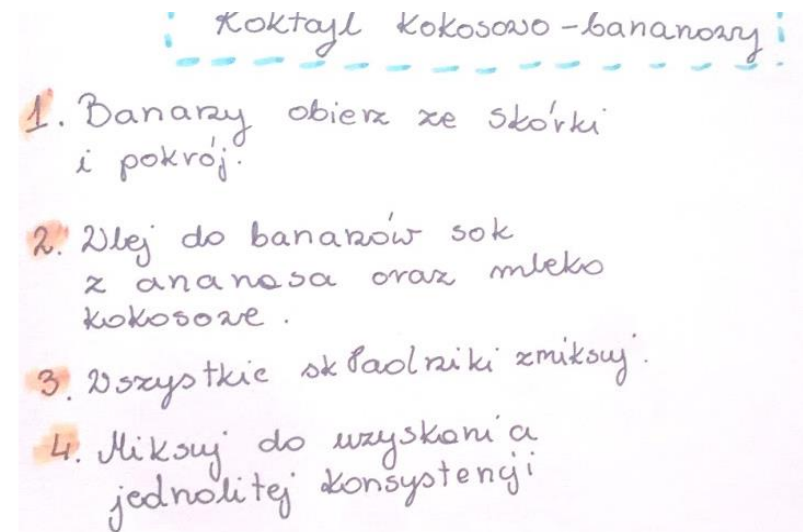 Koktajl kokosowo-bananowy
1. Banany obierz ze skórki
i pokrój.
2. Wlej do bananów sok
z ananasa oraz mleko
kokosowe.
3. Wszystkie składniki zmiksuj.
4. Miksuj do uzyskania
jednolitej konsystencji